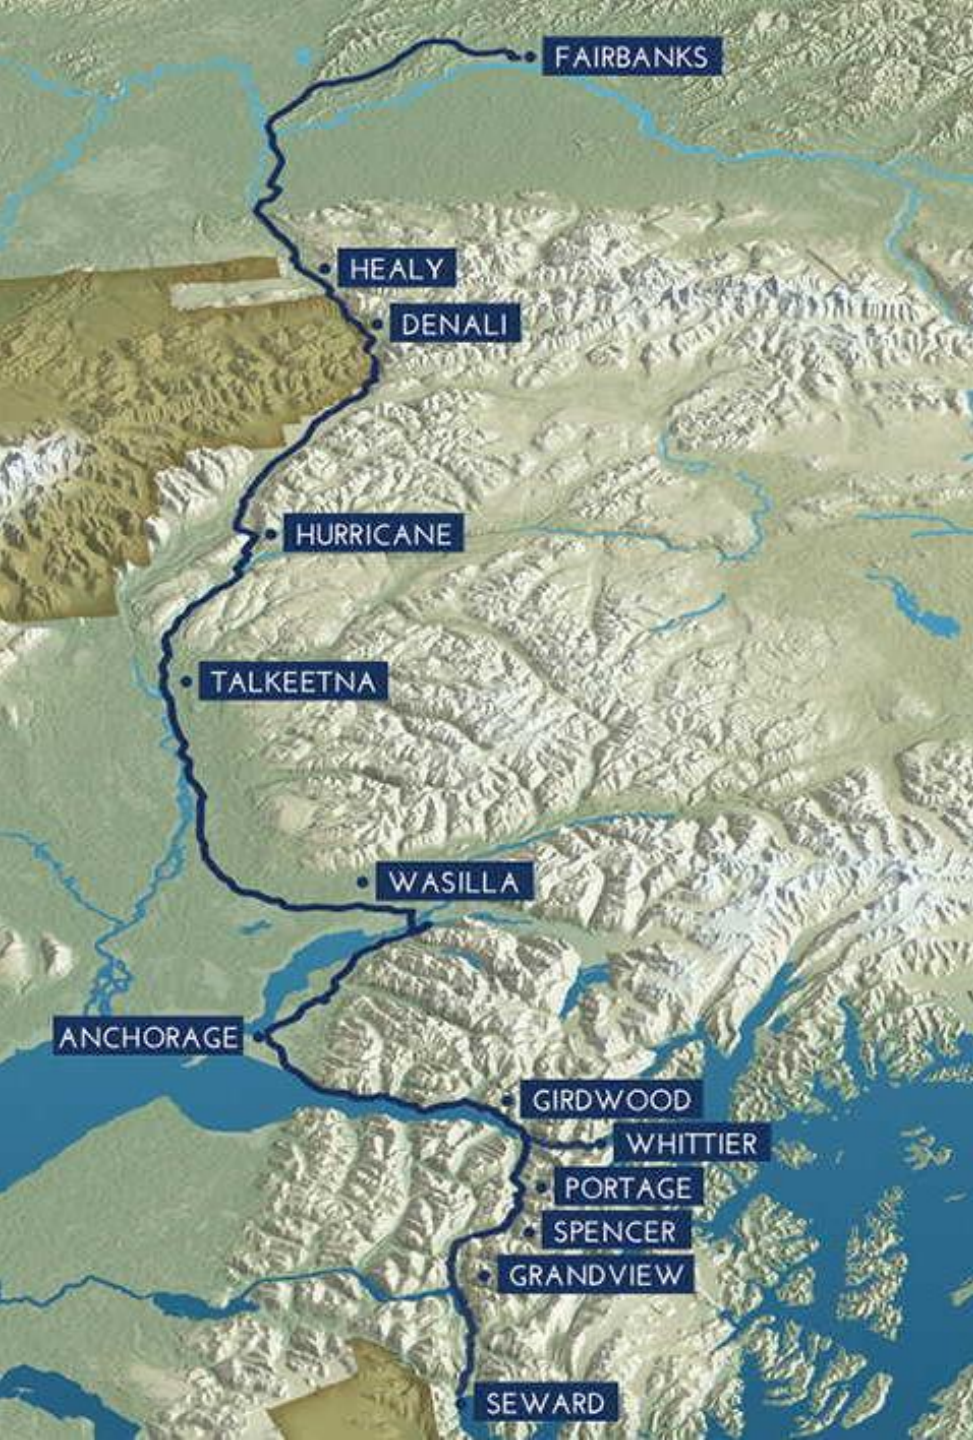 FAIRBANKS
HEALY
DENALI
HURRICANE
TALKEETNA
WASILLA
ANCHORAGE
GIRDWOOD
WHITTIER
PORTAGE
SPENCER
GRANDVIEW
SEWARD